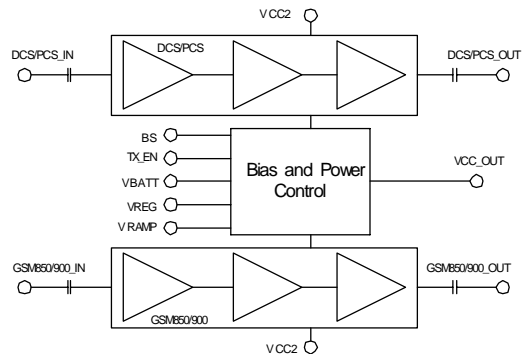 VCC2
DCS/PCS_IN
DCS/PCS
DCS/PCS_OUT
BS
TX_EN
VBATT
VREG
VRAMP
Bias and Power
Control
VCC_OUT
GSM850/900_IN
GSM850/900_OUT
GSM850/900
VCC2